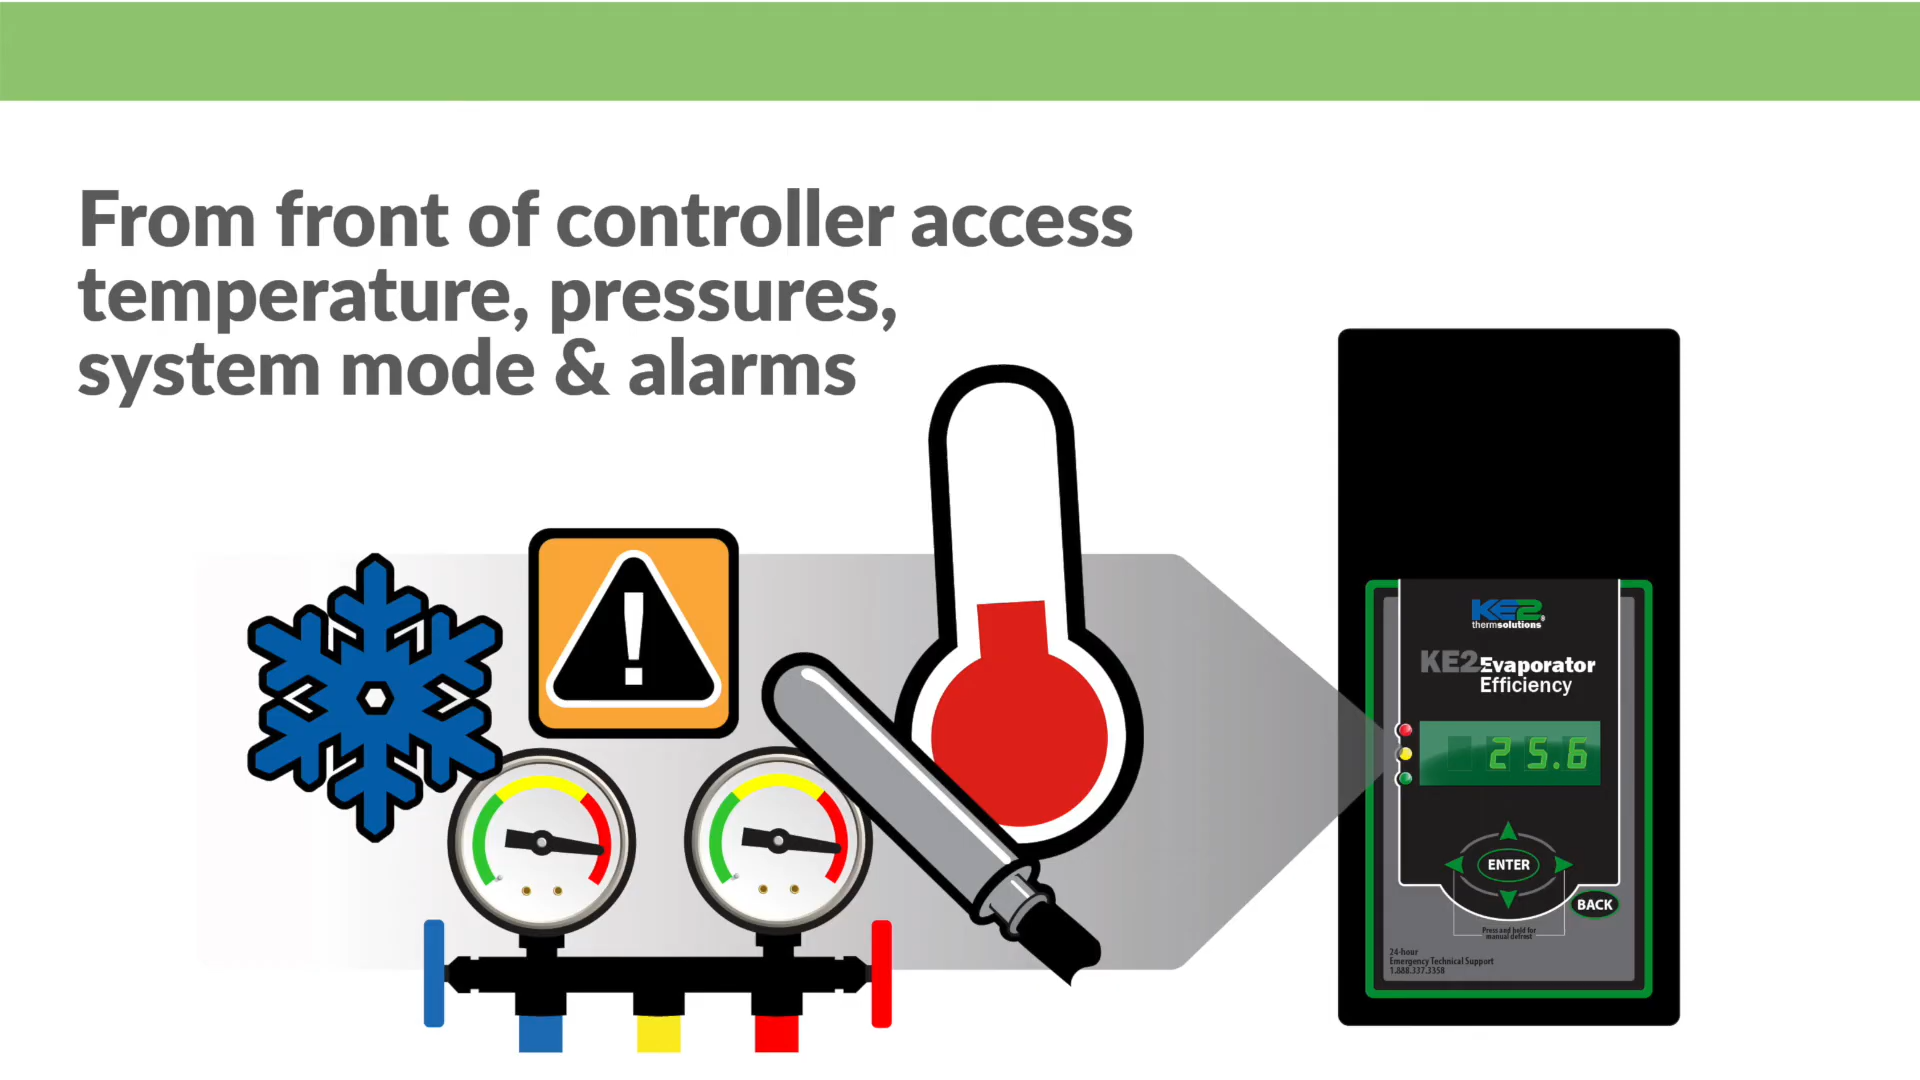 From front of controller access
temperature, pressures,
system mode & alarms
!
KE2
thermsolutions
KE2 Evaporator
Efficiency
25.6
ENTER
BACK
Press and hold for
manual defrost
24-hour
Emergency Technical Support
1.888.337.3358